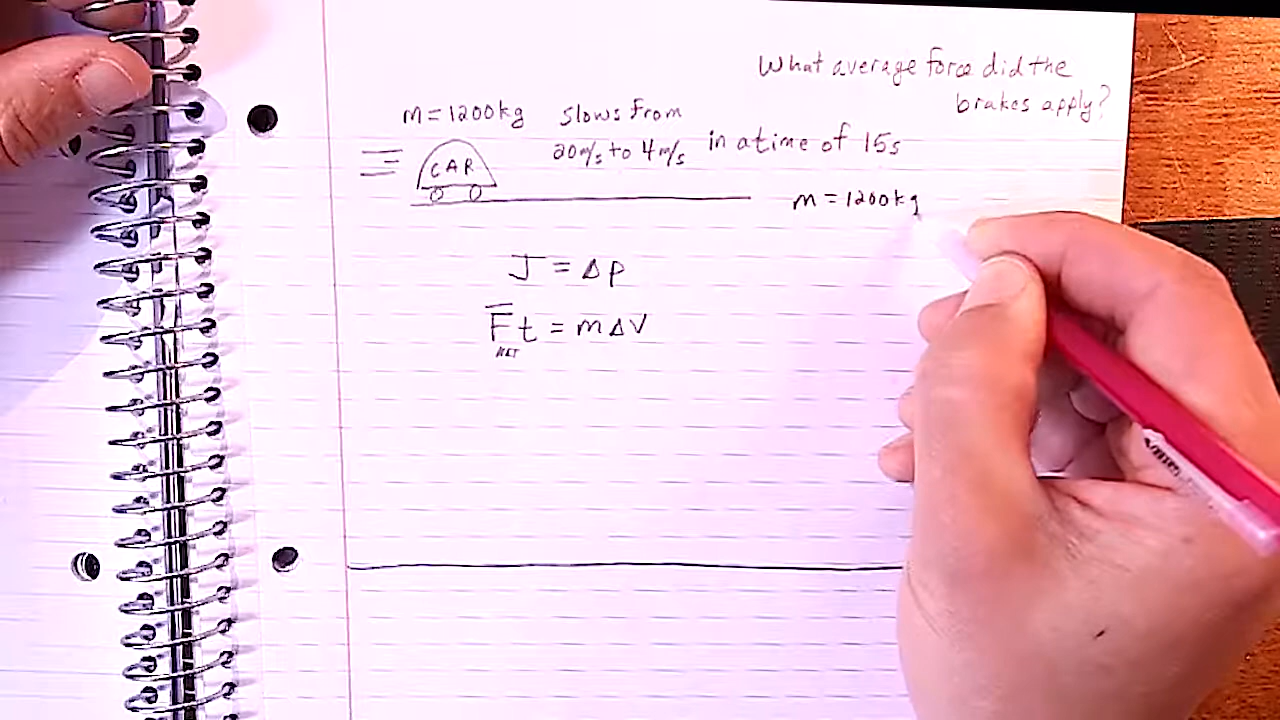 What average force did the
brakes apply?
m = 1200kg slows from
20m/s to 4m/s in a time of 15s
CAR
m = 1200kg
J = Δp
F̅t = mΔV
NET